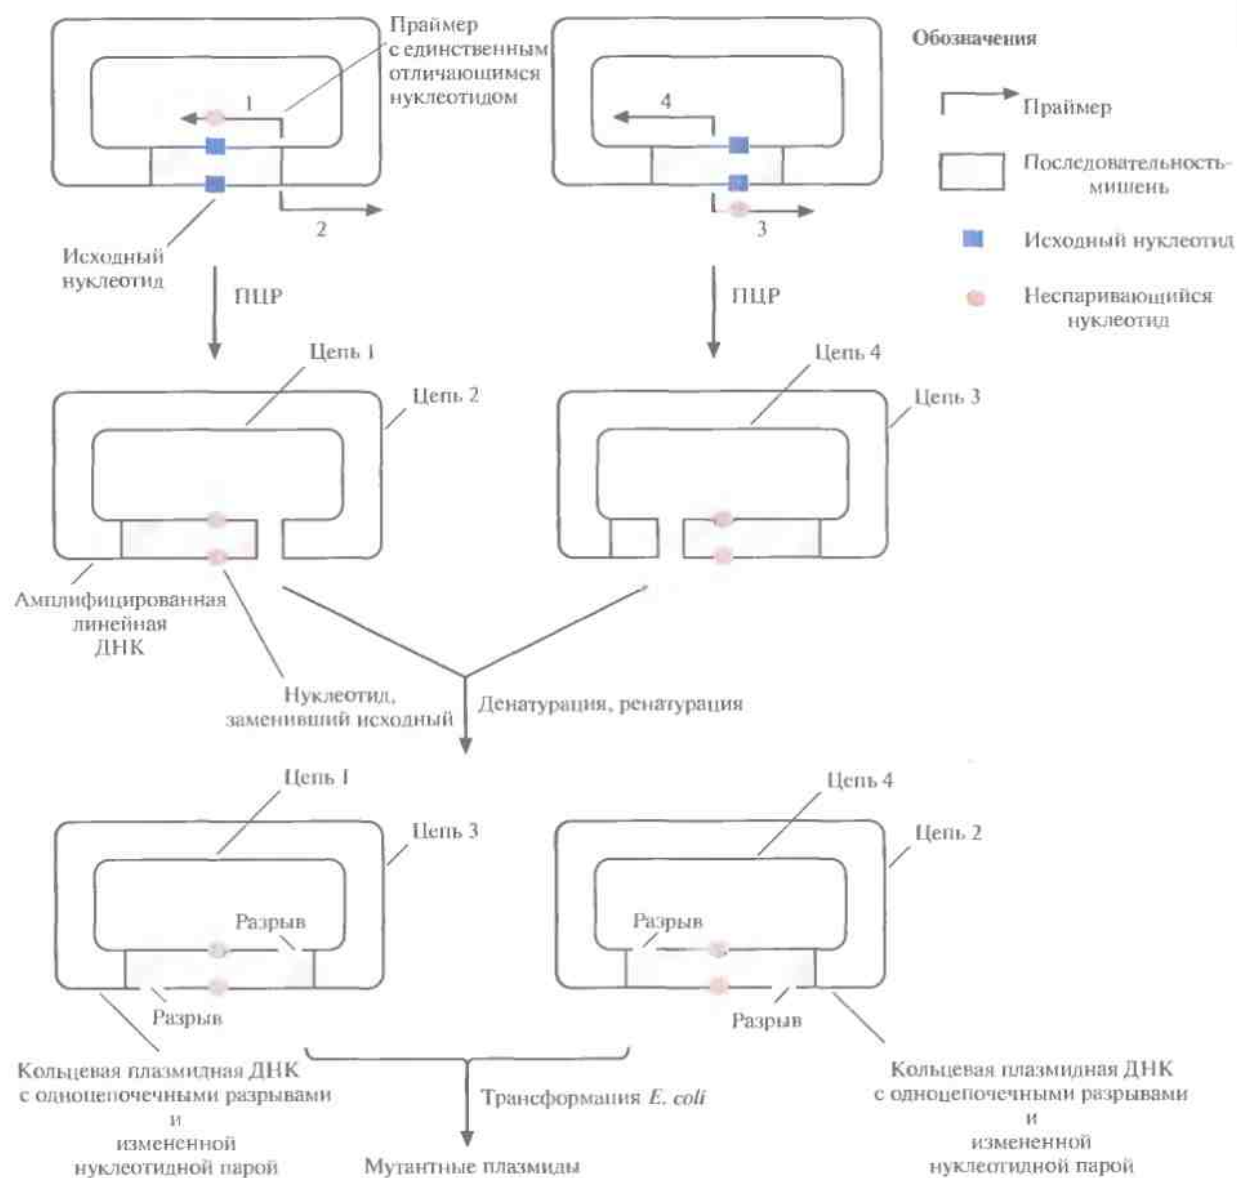 Праймер
с единственным
отличающимся
нуклеотидом
1
2
Исходный
нуклеотид
4
3
Обозначения
Праймер
Последовательность-
мишень
Исходный нуклеотид
Неспаривающийся
нуклеотид
ПЦР
ПЦР
Цепь 1
Цепь 2
Цепь 4
Цепь 3
Амплифицированная
линейная
ДНК
Нуклеотид,
заменивший исходный
Денатурация, ренатурация
Цепь 1
Цепь 3
Разрыв
Разрыв
Цепь 4
Цепь 2
Разрыв
Разрыв
Кольцевая плазмидная ДНК
с одноцепочечными разрывами
и
измененной
нуклеотидной парой
Трансформация E. coli
Мутантные плазмиды
Кольцевая плазмидная ДНК
с одноцепочечными разрывами
и
измененной
нуклеотидной парой